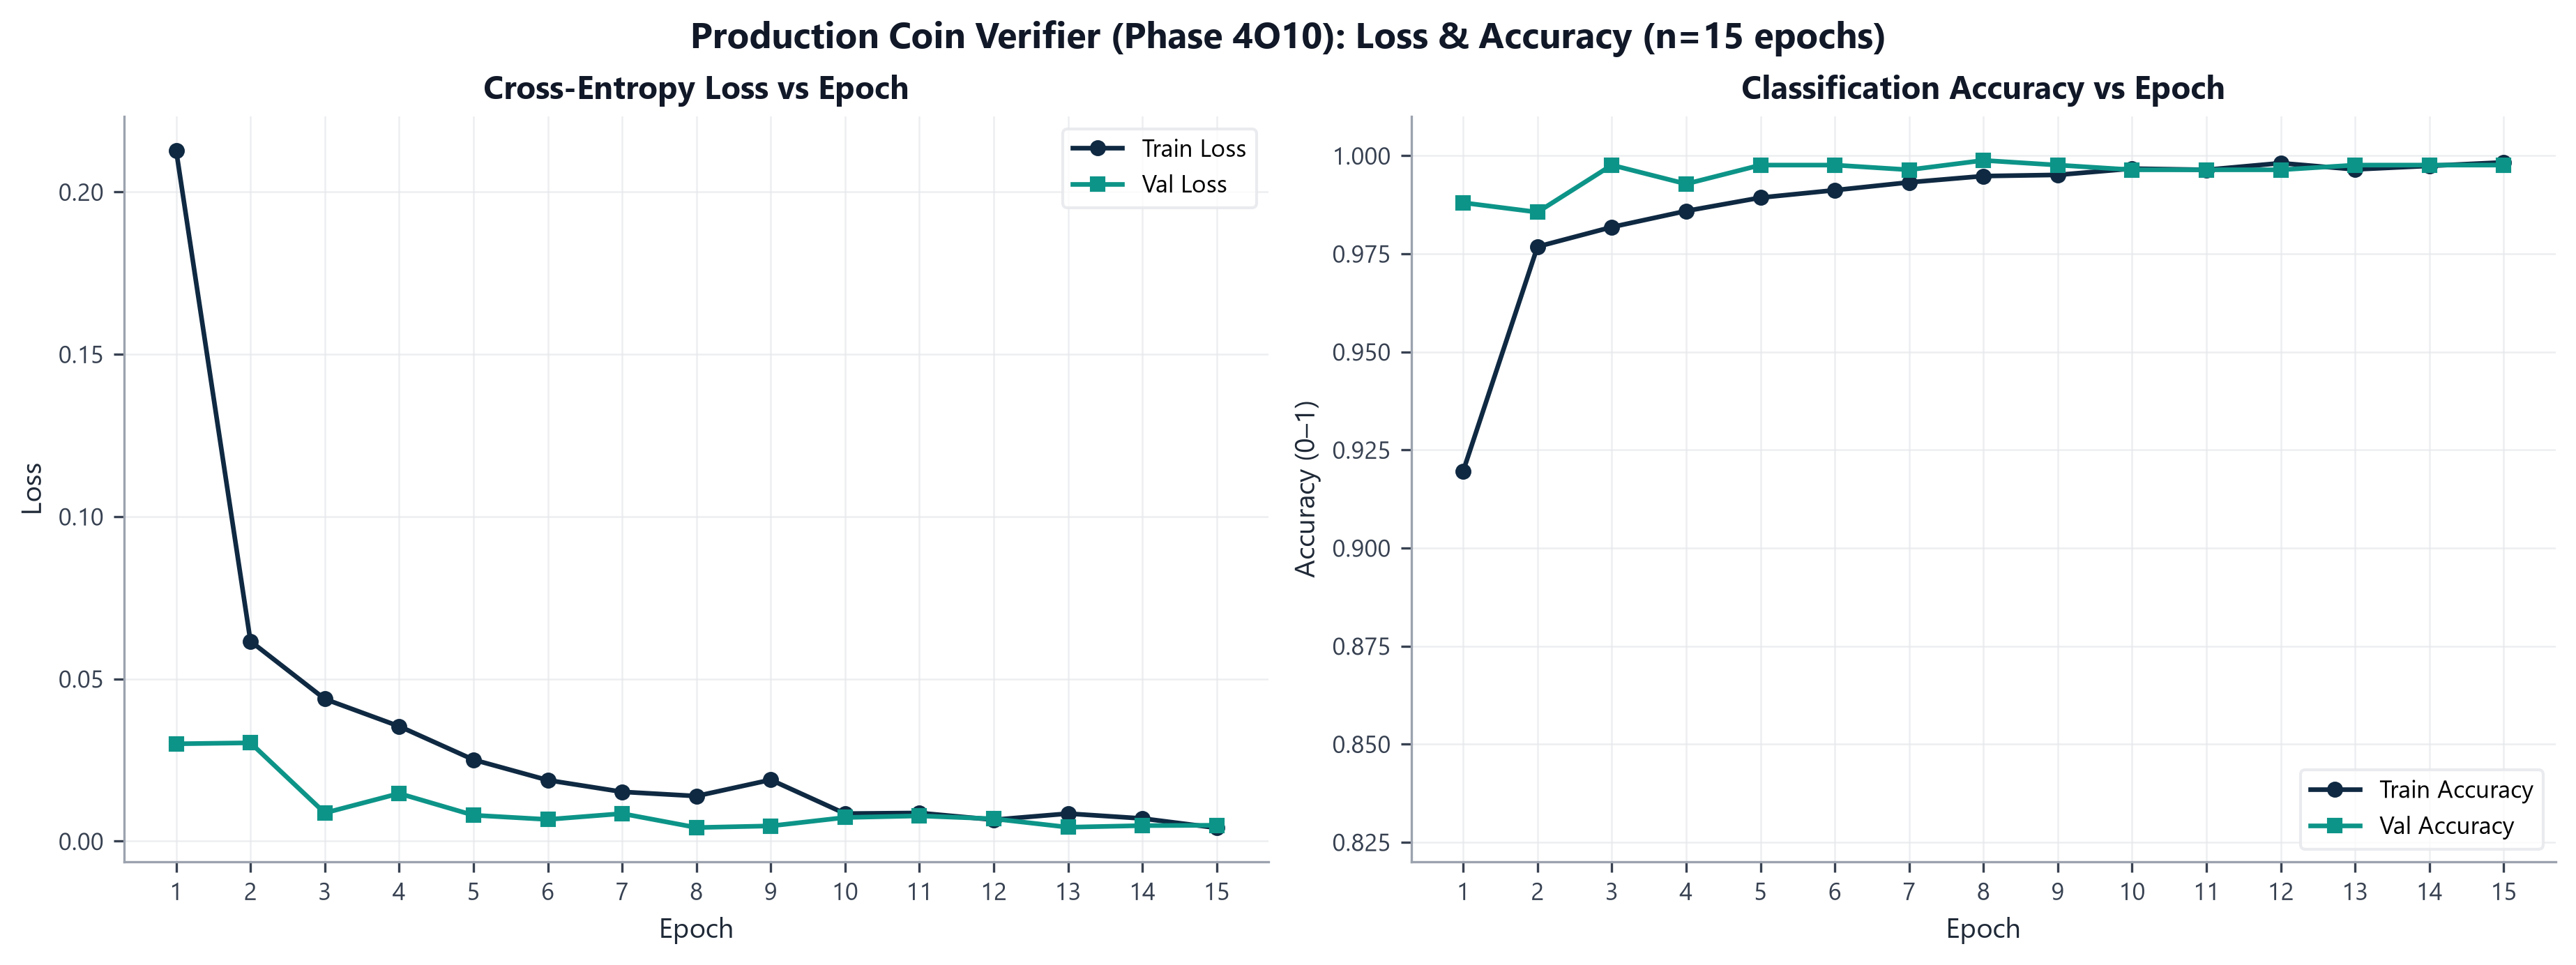 Production Coin Verifier (Phase 4O10): Loss & Accuracy (n=15 epochs)
Cross-Entropy Loss vs Epoch
Train Loss
Val Loss
0.20
0.15
0.10
0.05
0.00
Loss
1 2 3 4 5 6 7 8 9 10 11 12 13 14 15
Epoch
Classification Accuracy vs Epoch
1.000
0.975
0.950
0.925
0.900
0.875
0.850
0.825
Accuracy (0–1)
Train Accuracy
Val Accuracy
1 2 3 4 5 6 7 8 9 10 11 12 13 14 15
Epoch